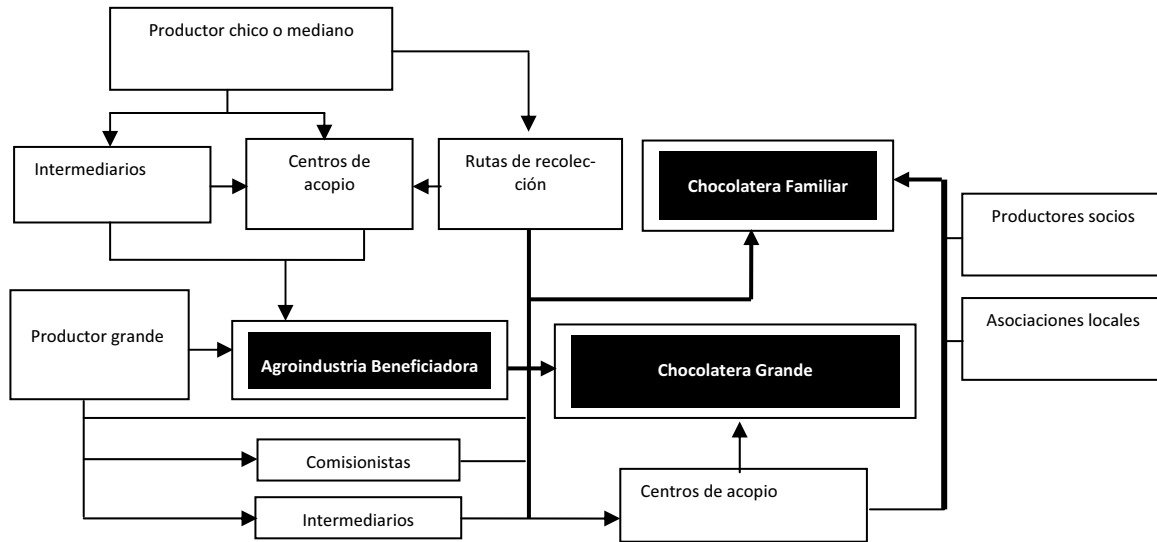 Productor chico o mediano
Intermediarios
Centros de
acopio
Rutas de recolec-
ción
Chocolatera Familiar
Productores socios
Productor grande
Agroindustria Beneficiadora
Chocolatera Grande
Asociaciones locales
Comisionistas
Intermediarios
Centros de acopio